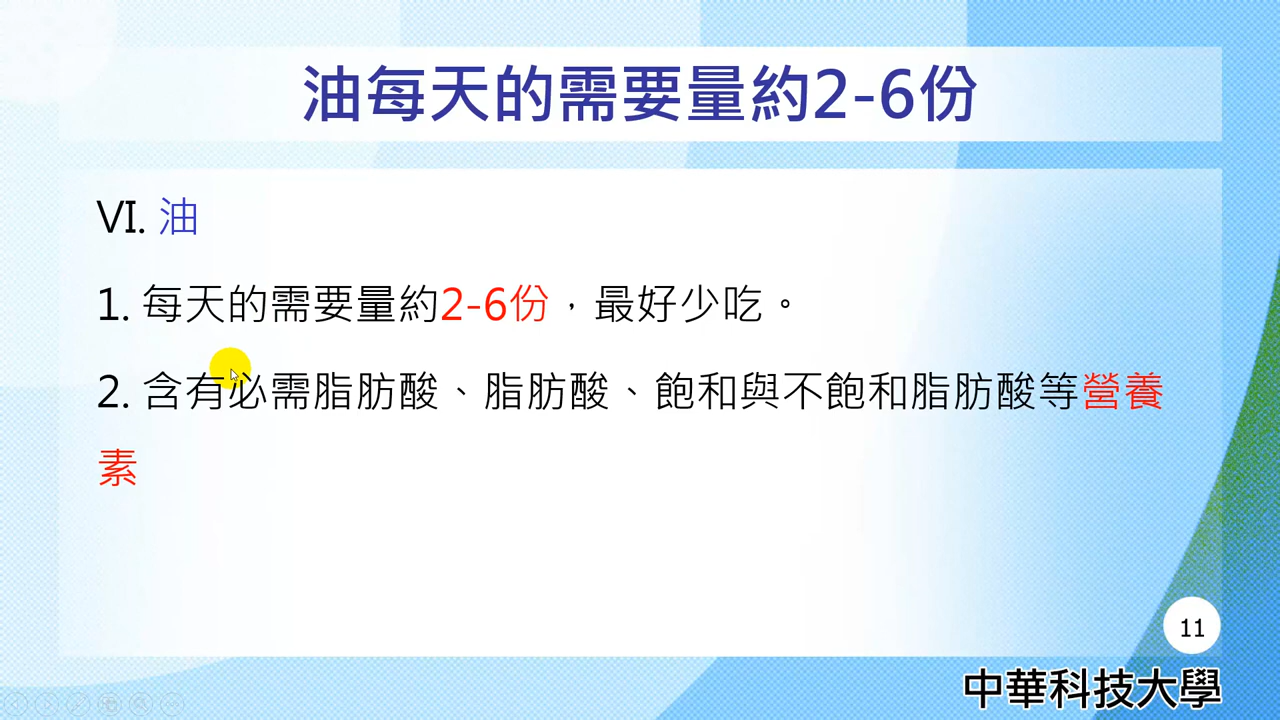 油每天的需要量約2-6份
VI. 油
1. 每天的需要量約2-6份，最好少吃。
2. 含有必需脂肪酸、脂肪酸、飽和與不飽和脂肪酸等營養
素
11
中華科技大學